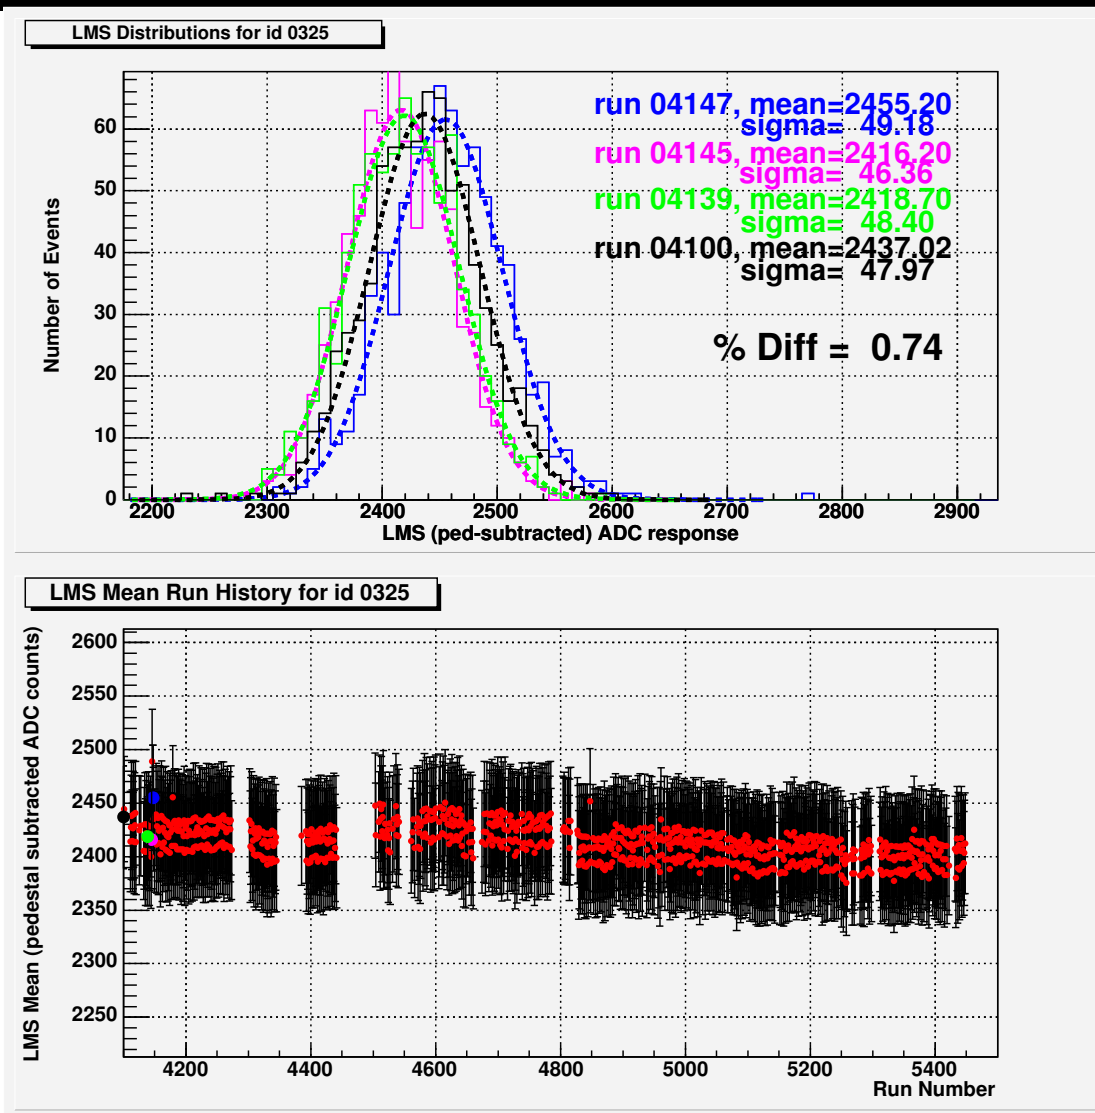 LMS Distributions for id 0325
run 04147, mean=2455.20
sigma= 49.18
run 04145, mean=2416.20
sigma= 46.36
run 04139, mean=2418.70
sigma= 48.40
run 04100, mean=2437.02
sigma= 47.97
% Diff = 0.74
Number of Events
60
50
40
30
20
10
0
2200 2300 2400 2500 2600 2700 2800 2900
LMS (ped-subtracted) ADC response
LMS Mean Run History for id 0325
LMS Mean (pedestal subtracted ADC counts)
2600
2550
2500
2450
2400
2350
2300
2250
4200 4400 4600 4800 5000 5200 5400
Run Number